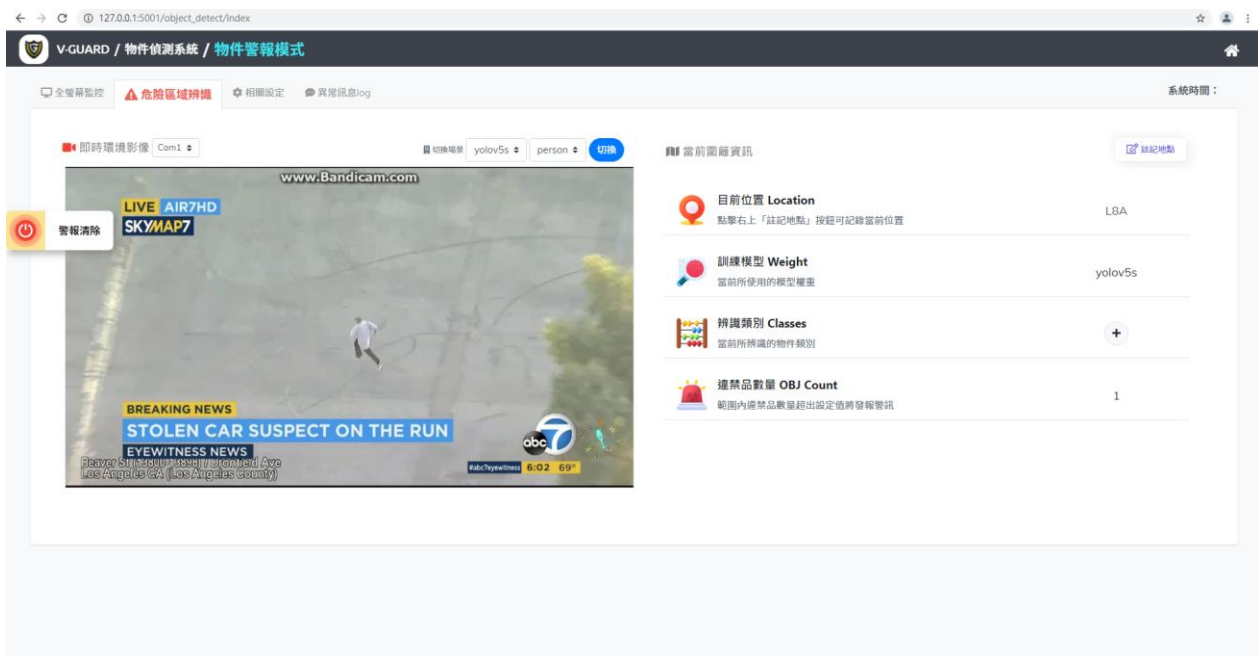 127.0.0.1:5001/object_detect/index
V-GUARD / 物件偵測系統 / 物件警報模式
全螢幕監控 危險區域辨識 相關設定 異常訊息log 系統時間：
即時環境影像 Cam1 切換場景 yolov5s person 切換
www.Bandicam.com
LIVE AIR7HD
SKYMAP7
警報清除
BREAKING NEWS
STOLEN CAR SUSPECT ON THE RUN
EYEWITNESS NEWS
abc 7
Los Angeles CA (Los Angeles County)
#abc7eyewitness 6:02 69°
當前圍籬資訊 註記地點
目前位置 Location
點擊右上「註記地點」按鈕可記錄當前位置
L8A
訓練模型 Weight
當前所使用的模型權重
yolov5s
辨識類別 Classes
當前所辨識的物件類別
+
違禁品數量 OBJ Count
範圍內違禁品數量超出設定值將發報警訊
1